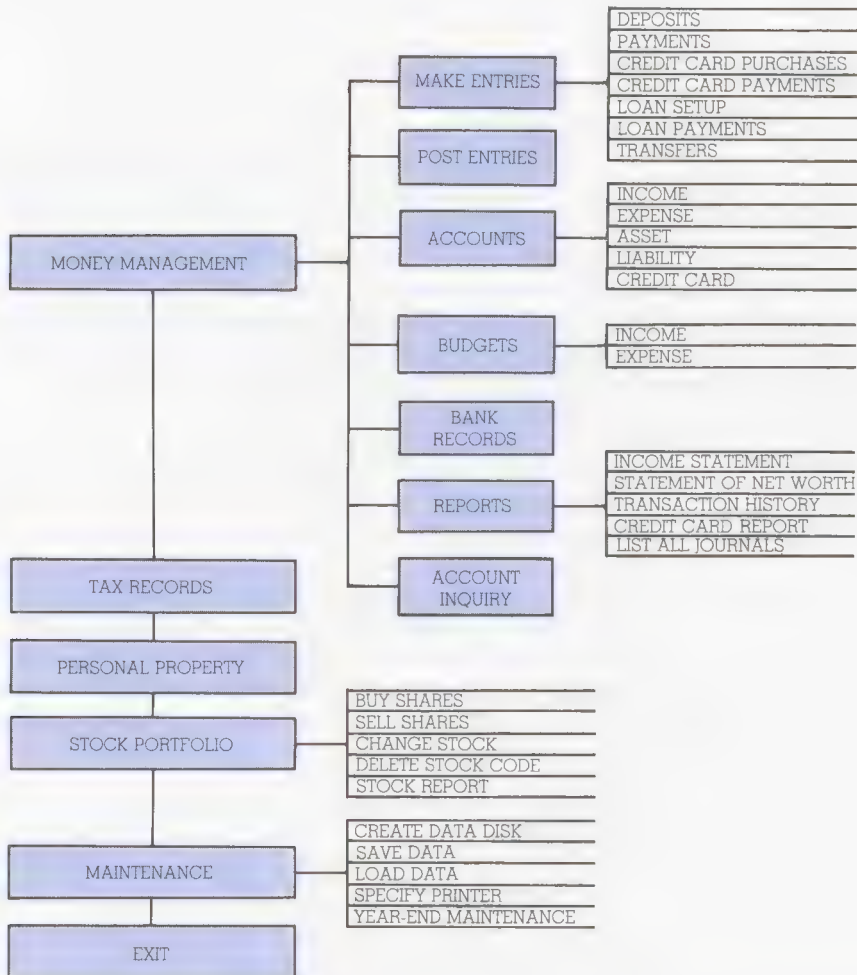 MONEY MANAGEMENT
MAKE ENTRIES
DEPOSITS
PAYMENTS
CREDIT CARD PURCHASES
CREDIT CARD PAYMENTS
LOAN SETUP
LOAN PAYMENTS
TRANSFERS
POST ENTRIES
ACCOUNTS
INCOME
EXPENSE
ASSET
LIABILITY
CREDIT CARD
BUDGETS
INCOME
EXPENSE
BANK
RECORDS
REPORTS
INCOME STATEMENT
STATEMENT OF NET WORTH
TRANSACTION HISTORY
CREDIT CARD REPORT
LIST ALL JOURNALS
ACCOUNT
INQUIRY
TAX RECORDS
PERSONAL PROPERTY
STOCK PORTFOLIO
BUY SHARES
SELL SHARES
CHANGE STOCK
DELETE STOCK CODE
STOCK REPORT
MAINTENANCE
CREATE DATA DISK
SAVE DATA
LOAD DATA
SPECIFY PRINTER
YEAR-END MAINTENANCE
EXIT